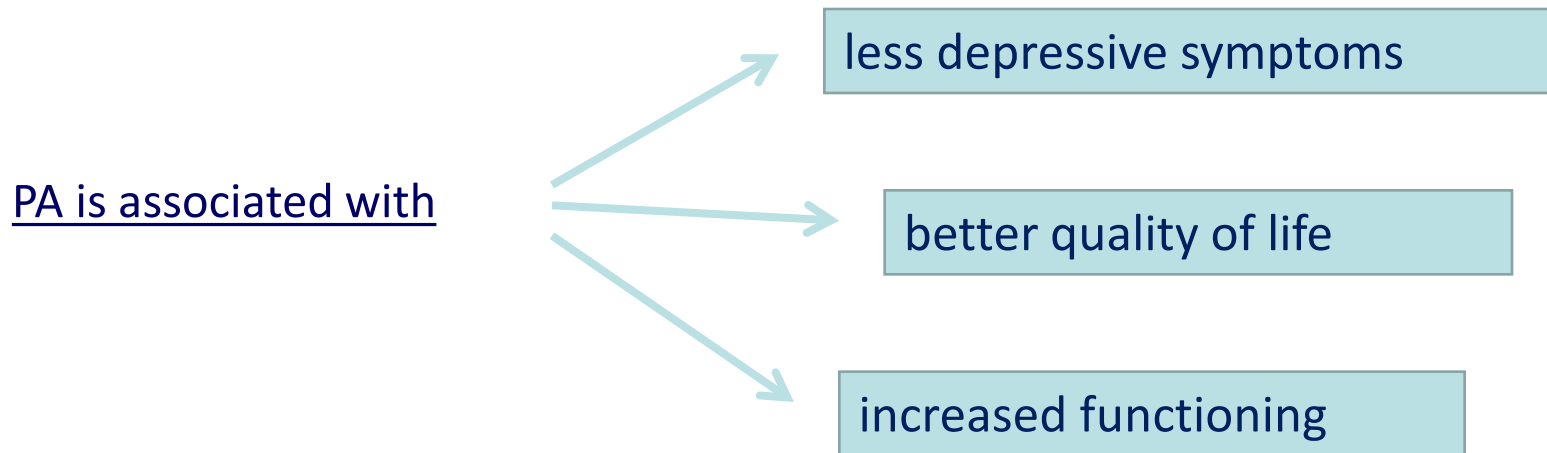 PA is associated with
less depressive symptoms
better quality of life
increased functioning